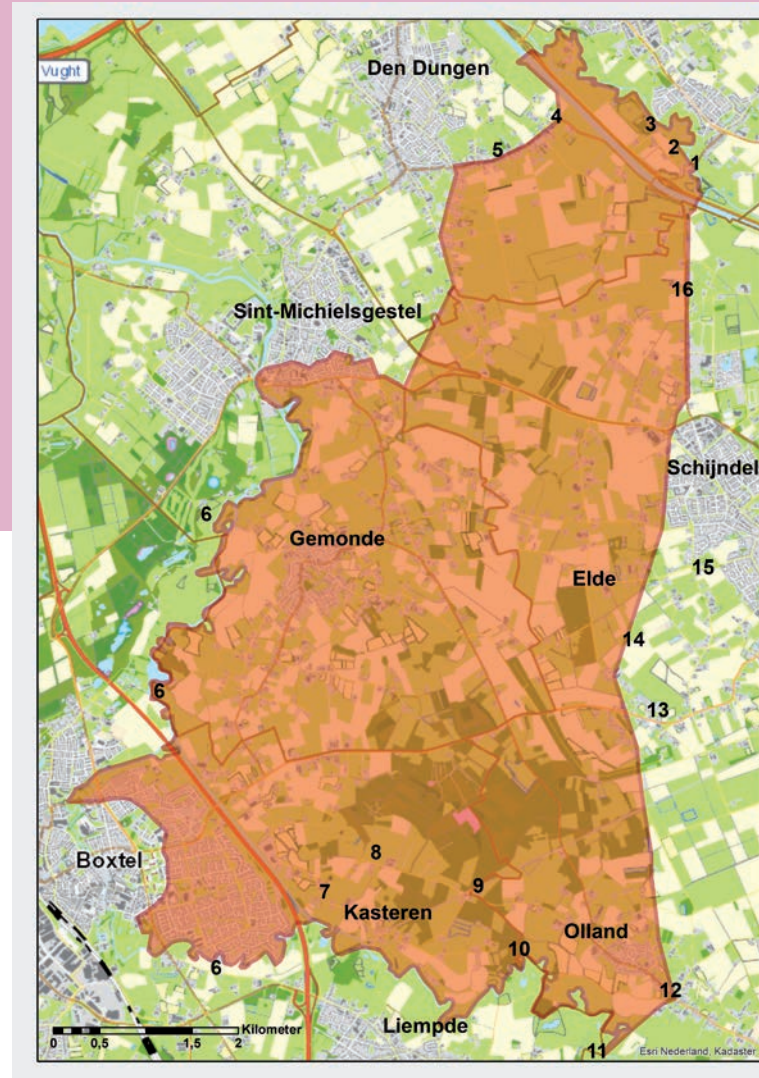 Vught
Den Dungen
3
4
2
5
1
16
Sint-Michielsgestel
Schijndel
6
Gemonde
15
Elde
14
6
13
8
Boxtel
7
9
Kasteren
Olland
10
6
12
0 0,5 1 1,5 2 Kilometer
Liempde
11
Esri Nederland, Kadaster